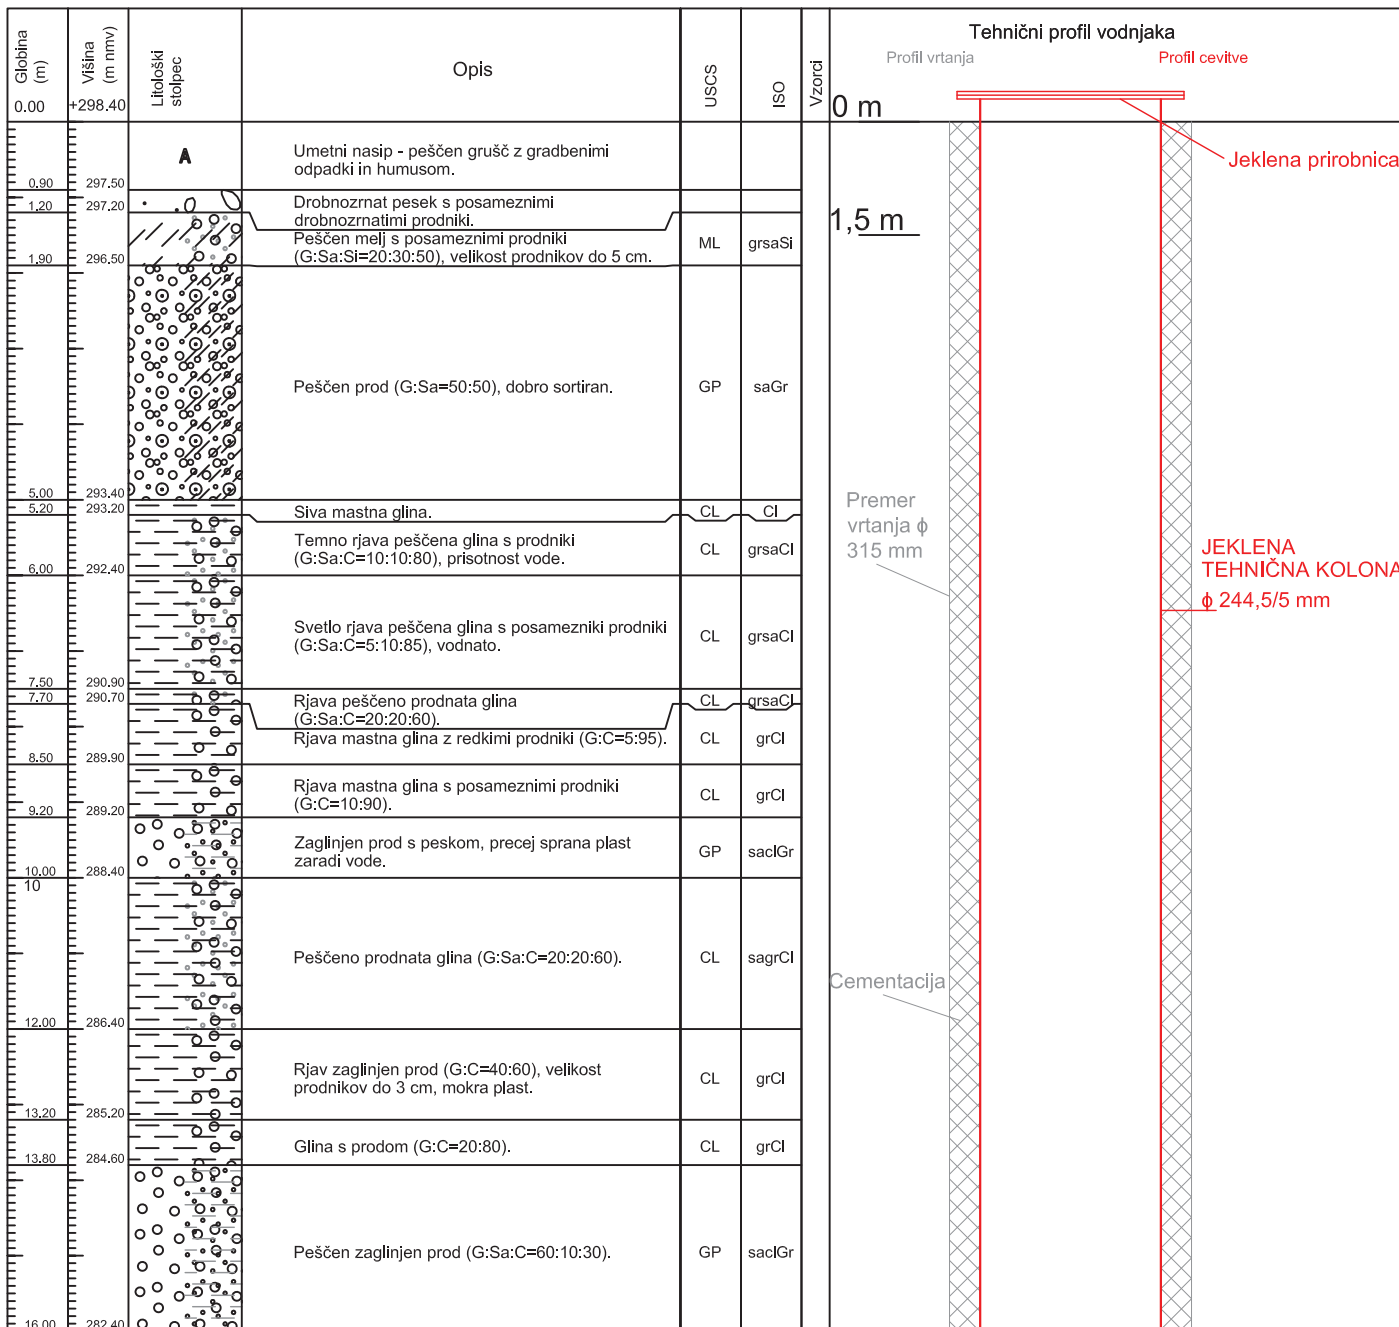 Globina
(m)
0.00
Višina
(m nmv)
+298.40
Litološki
stolpec
Opis
USCS
ISO
Vzorci
Tehnični profil vodnjaka
Profil vrtanja
Profil cevitve
0 m
Jeklena prirobnica
1,5 m
A
Umetni nasip - peščen grušč z gradbenimi
odpadki in humusom.
0.90
297.50
Drobnozrnat pesek s posameznimi
drobnozrnatimi prodniki.
1.20
297.20
Peščen melj s posameznimi prodniki
(G:Sa:Si=20:30:50), velikost prodnikov do 5 cm.
ML
grsaSi
1.90
296.50
Peščen prod (G:Sa=50:50), dobro sortiran.
GP
saGr
5.00
293.40
Siva mastna glina.
CL
Cl
5.20
293.20
Temno rjava peščena glina s prodniki
(G:Sa:C=10:10:80), prisotnost vode.
CL
grsaCl
6.00
292.40
Svetlo rjava peščena glina s posamezniki prodniki
(G:Sa:C=5:10:85), vodnato.
CL
grsaCl
7.50
290.90
Rjava peščeno prodnata glina
(G:Sa:C=20:20:60).
CL
grsaCl
7.70
290.70
Rjava mastna glina z redkimi prodniki (G:C=5:95).
CL
grCl
8.50
289.90
Rjava mastna glina s posameznimi prodniki
(G:C=10:90).
CL
grCl
9.20
289.20
Zaglinjen prod s peskom, precej sprana plast
zaradi vode.
GP
saclGr
10.00
288.40
10
Peščeno prodnata glina (G:Sa:C=20:20:60).
CL
sagrCl
12.00
286.40
Rjav zaglinjen prod (G:C=40:60), velikost
prodnikov do 3 cm, mokra plast.
CL
grCl
13.20
285.20
Glina s prodom (G:C=20:80).
CL
grCl
13.80
284.60
Peščen zaglinjen prod (G:Sa:C=60:10:30).
GP
saclGr
16.00
282.40
Premer
vrtanja ϕ
315 mm
JEKLENA
TEHNIČNA KOLONA
ϕ 244,5/5 mm
Cementacija